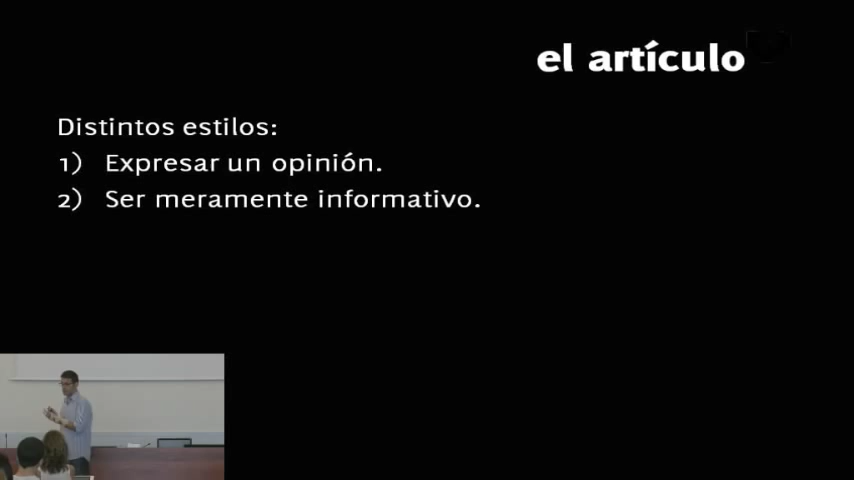 el artículo
Distintos estilos:
1) Expresar un opinión.
2) Ser meramente informativo.